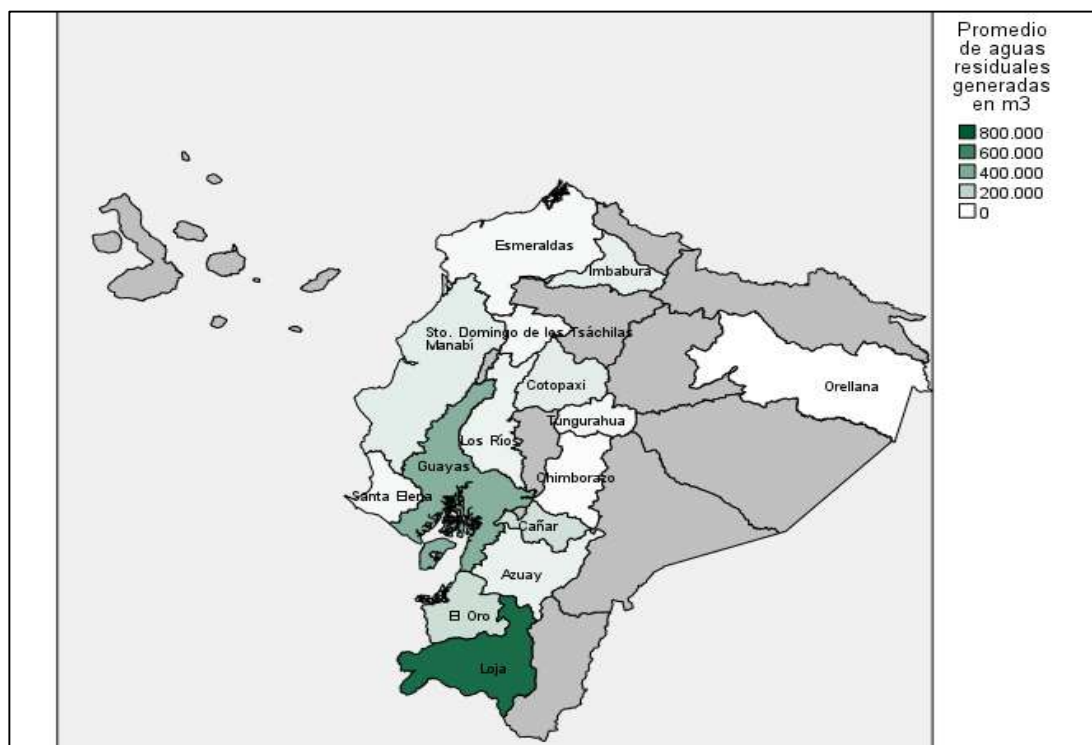 Promedio
de aguas
residuales
generadas
en m3
800.000
600.000
400.000
200.000
0
Esmeraldas
Imbabura
Sto. Domingo de los Tsáchilas
Manabí
Cotopaxi
Orellana
Tungurahua
Los Ríos
Guayas
Chimborazo
Santa Elena
Cañar
Azuay
El Oro
Loja